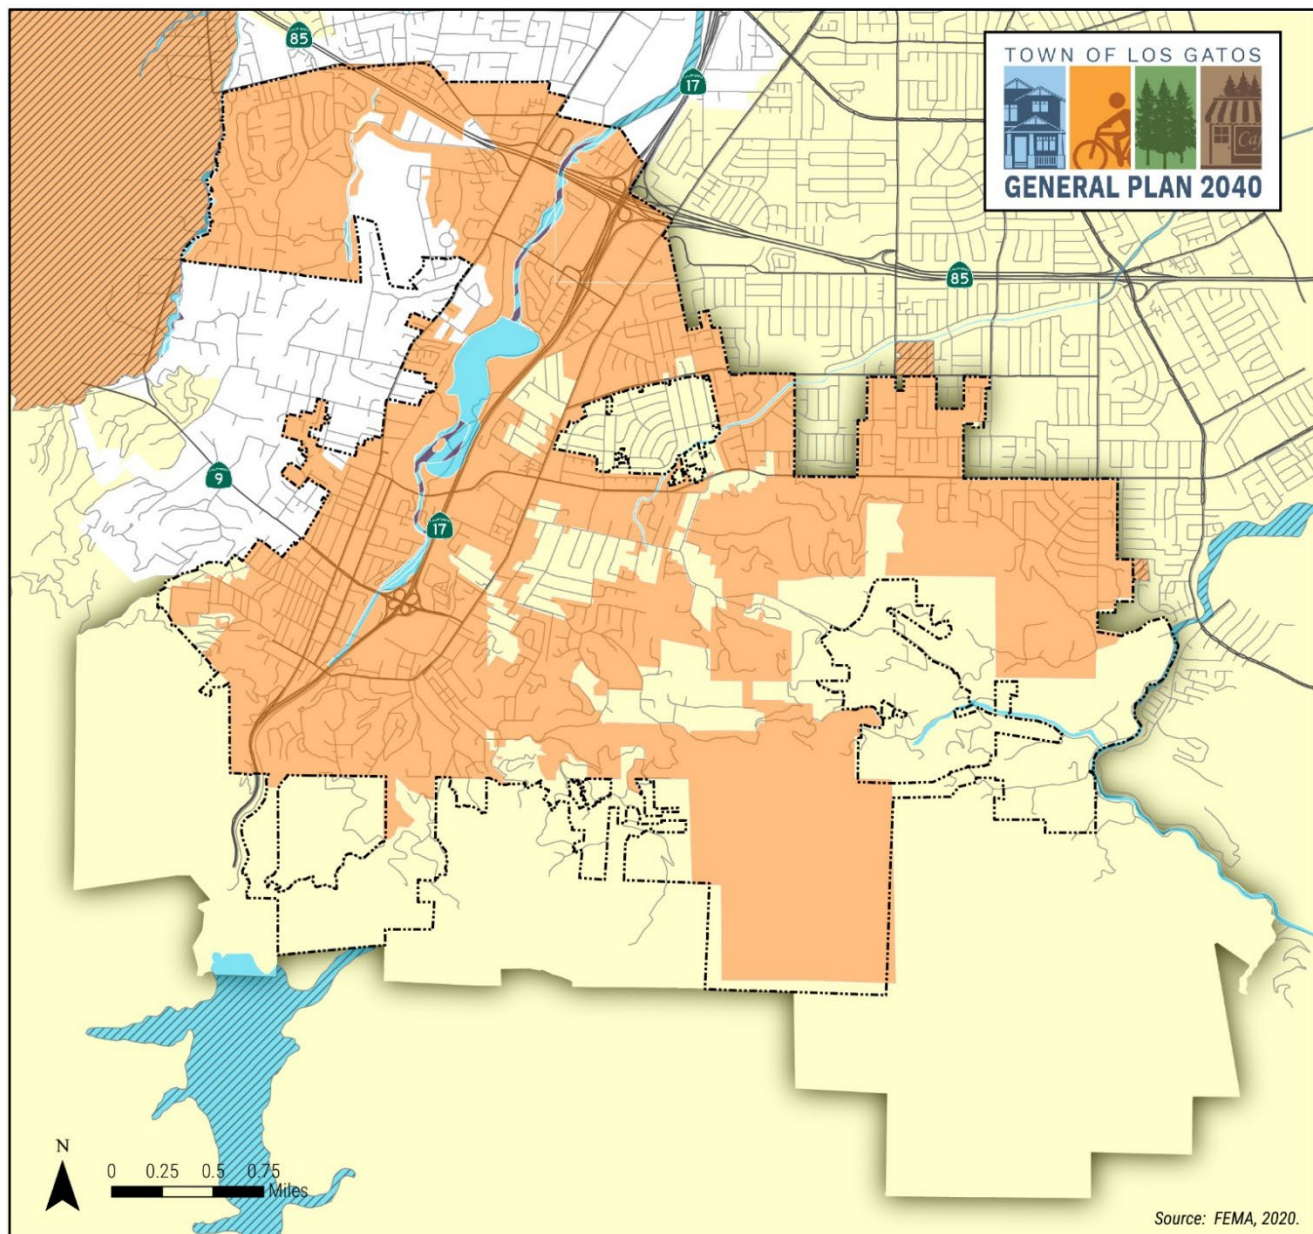 85
17
TOWN OF LOS GATOS
Caf
GENERAL PLAN 2040
85
9
17
N
0 0.25 0.5 0.75
Miles
Source: FEMA, 2020.